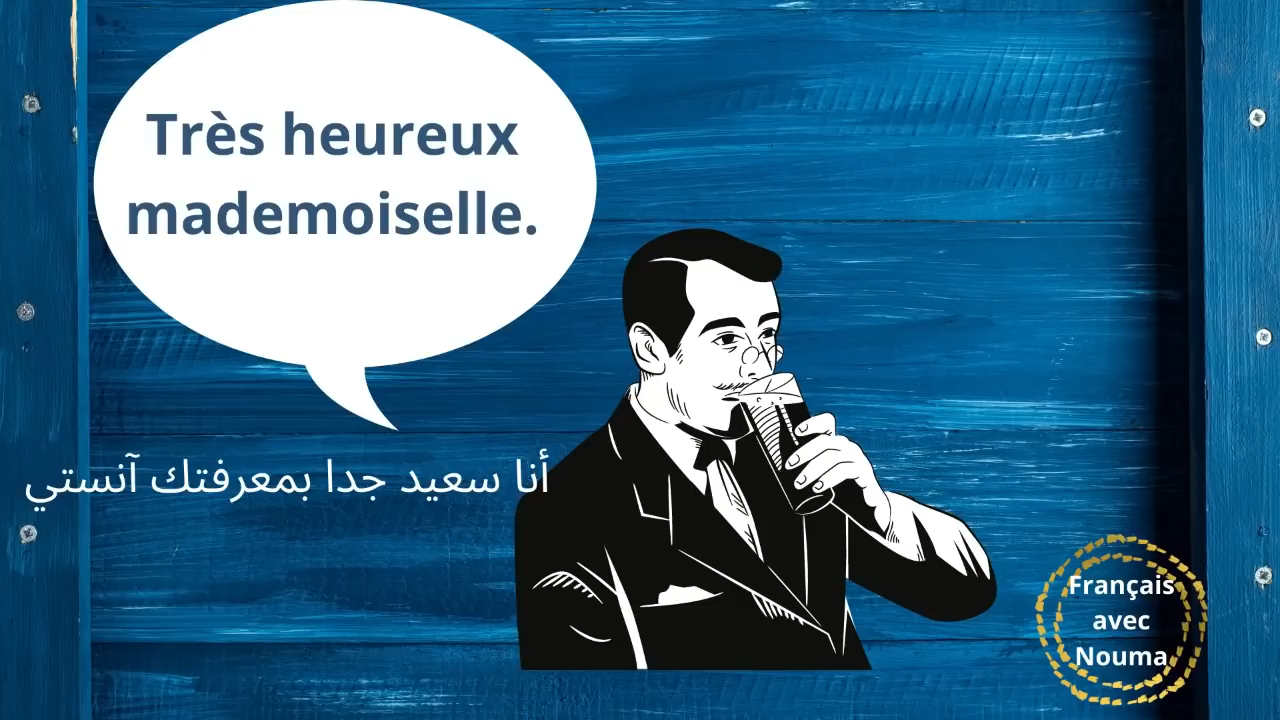 Très heureux
mademoiselle.
أنا سعيد جدا بمعرفتك آنستي
Français
avec
Nouma